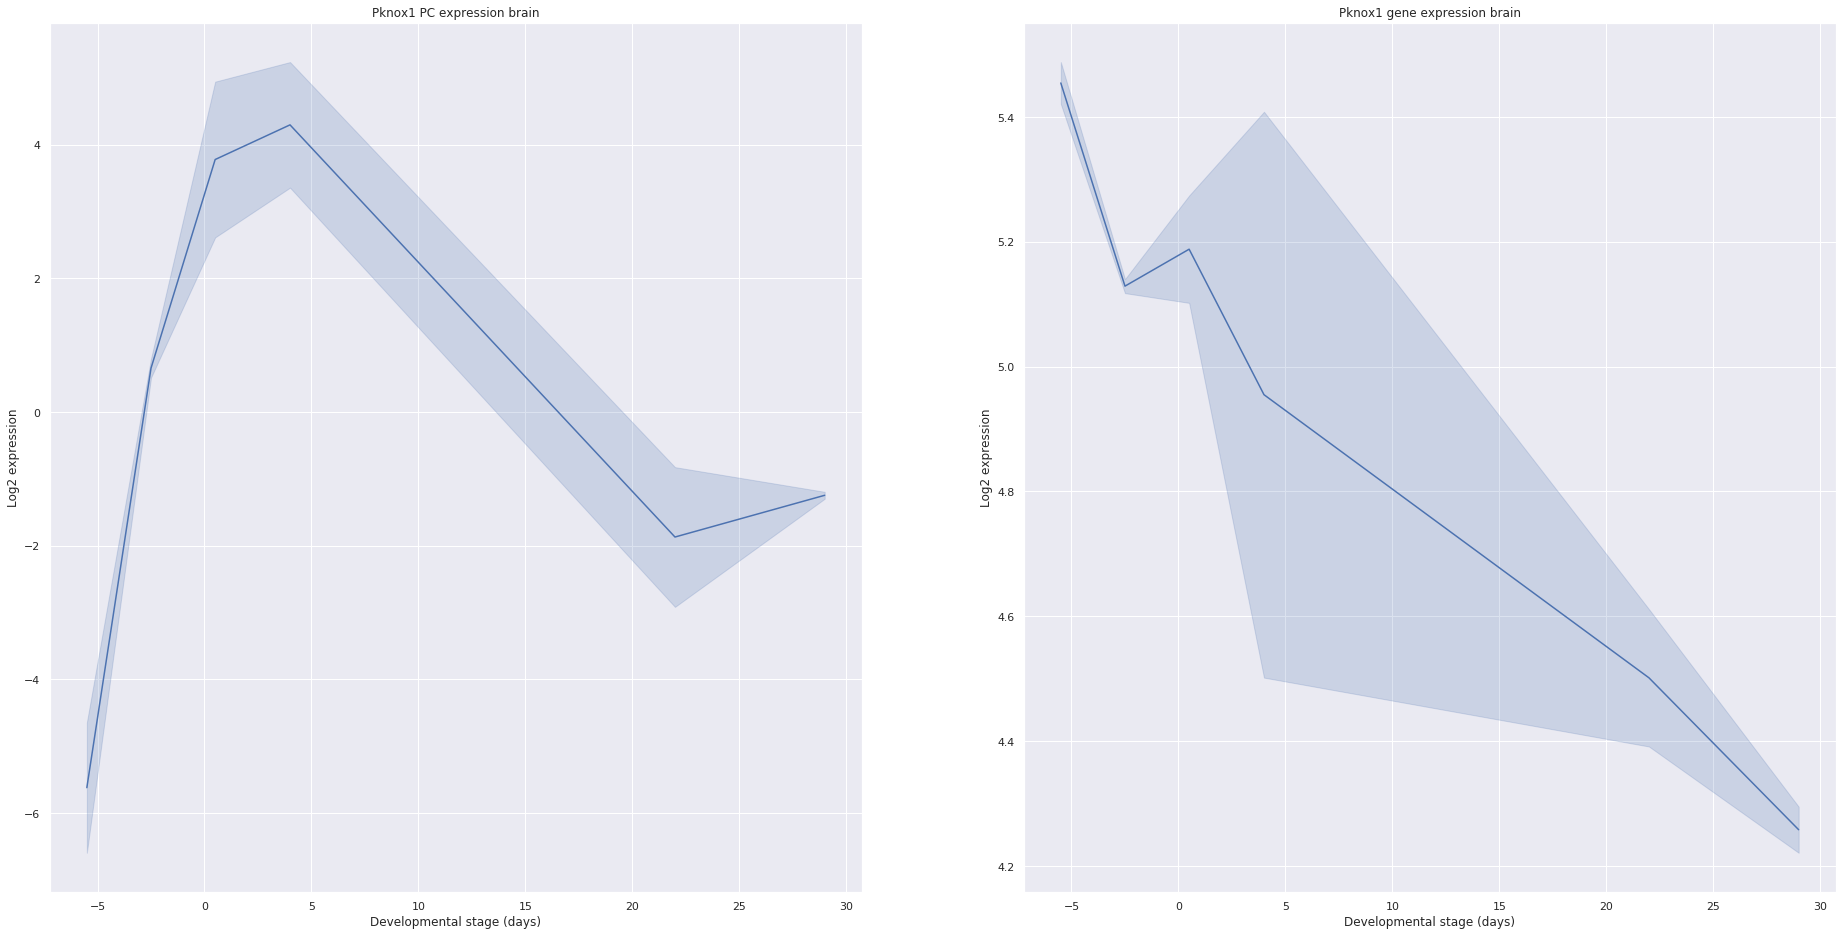 Pknox1 PC expression brain
Log2 expression
4
2
0
−2
−4
−6
−5 0 5 10 15 20 25 30
Developmental stage (days)
Pknox1 gene expression brain
Log2 expression
5.4
5.2
5.0
4.8
4.6
4.4
4.2
−5 0 5 10 15 20 25 30
Developmental stage (days)